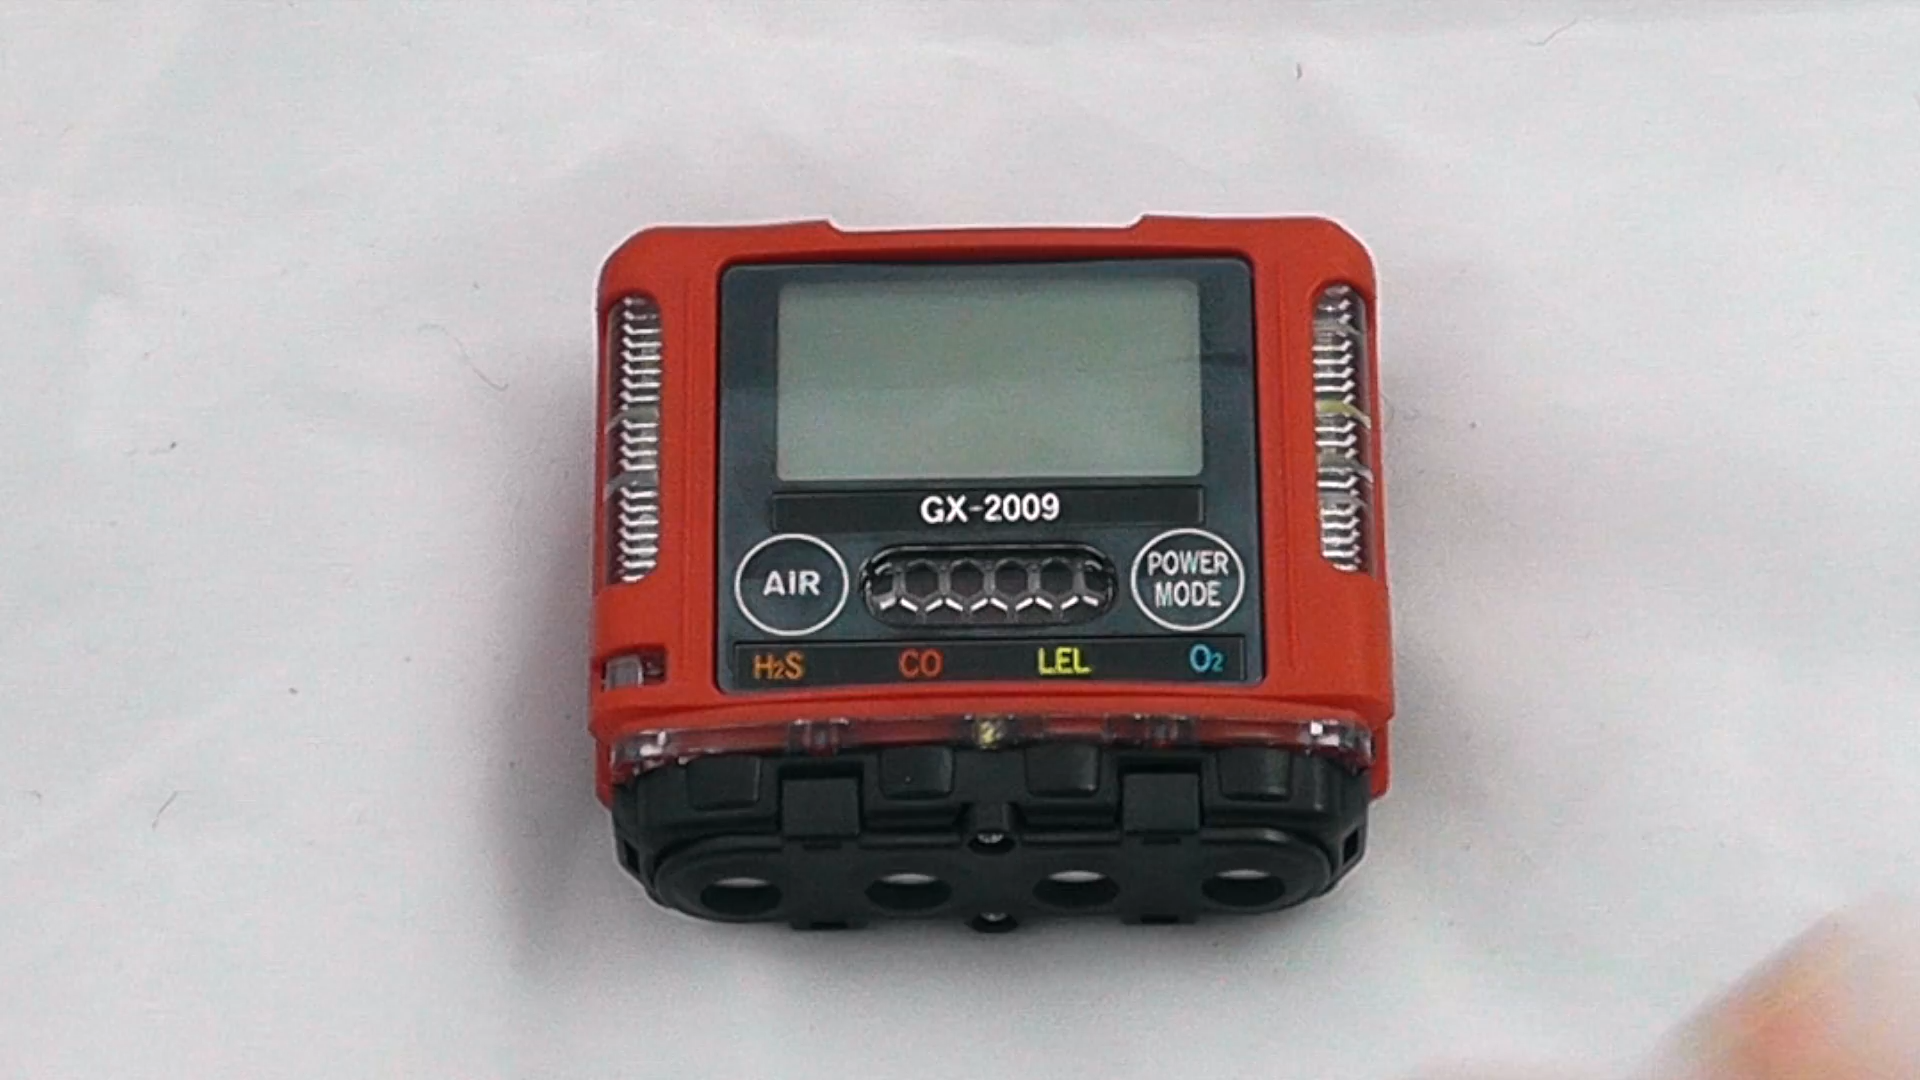 GX-2009
AIR
POWER
MODE
H₂S CO LEL O₂